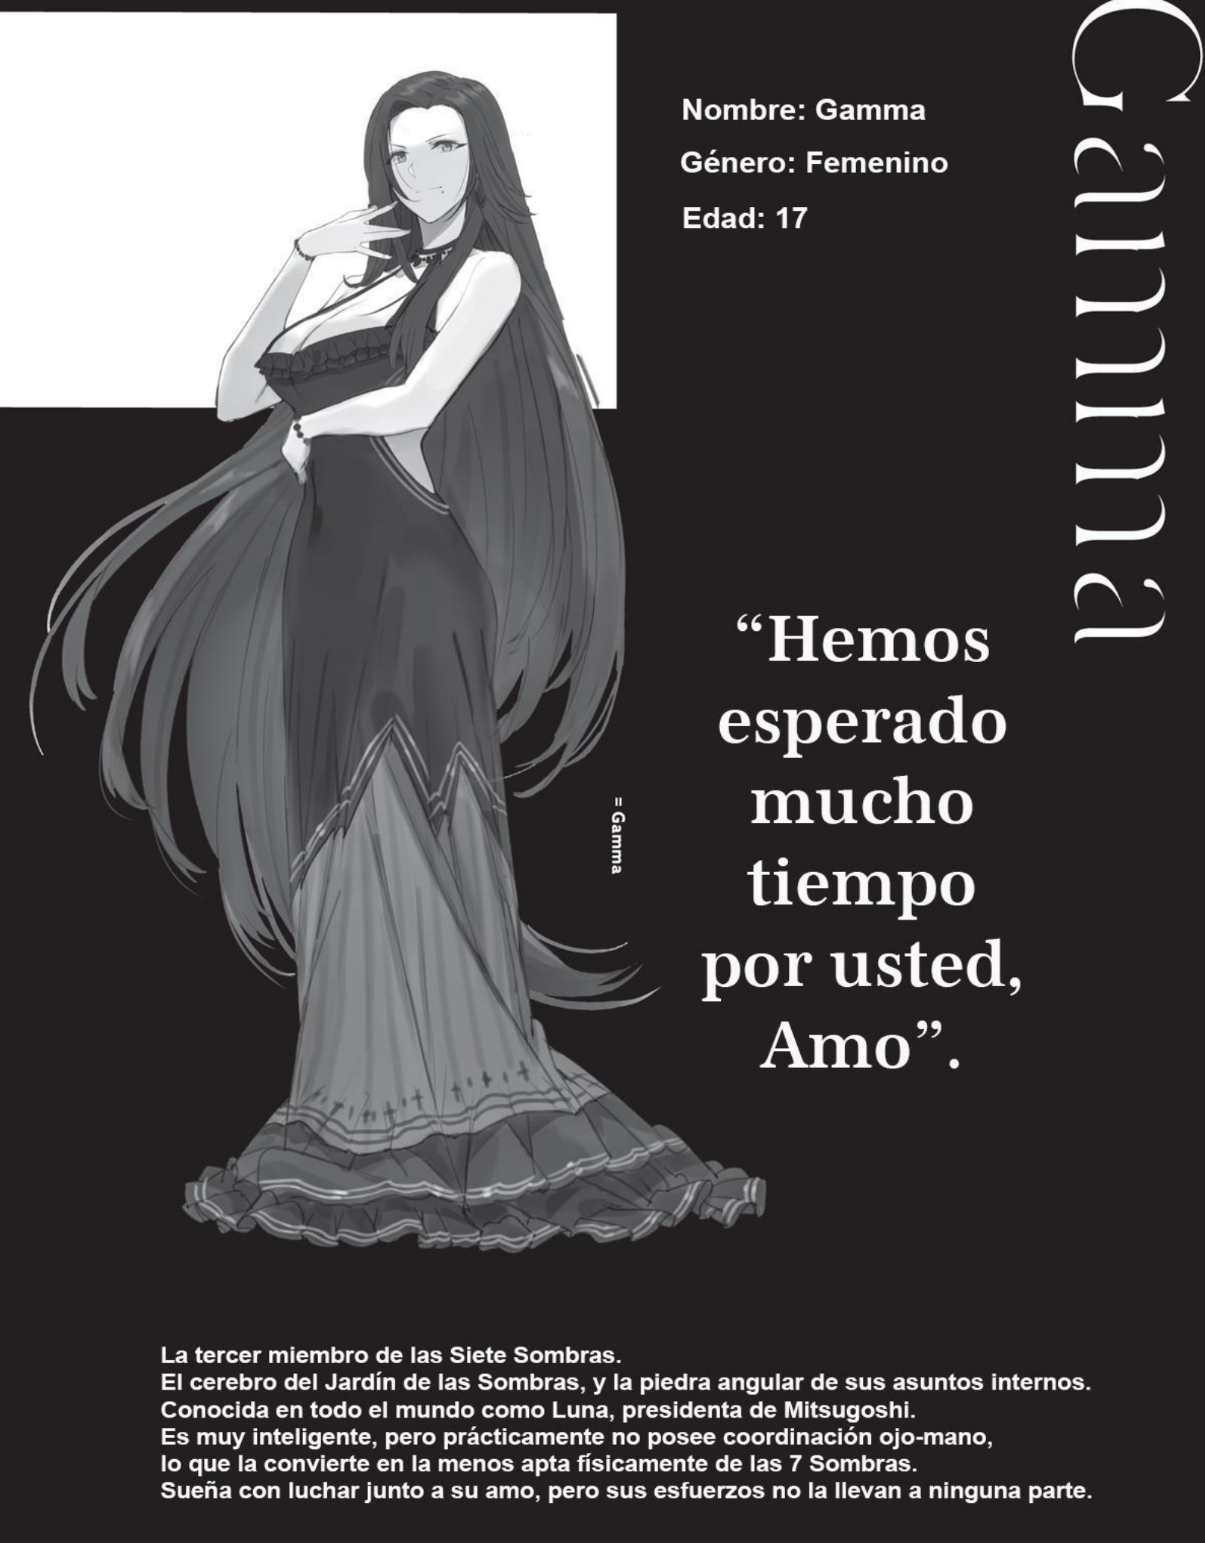 Gamma
Nombre: Gamma
Género: Femenino
Edad: 17
“Hemos
esperado
mucho
tiempo
por usted,
Amo”.
= Gamma
La tercer miembro de las Siete Sombras.
El cerebro del Jardín de las Sombras, y la piedra angular de sus asuntos internos.
Conocida en todo el mundo como Luna, presidenta de Mitsugoshi.
Es muy inteligente, pero prácticamente no posee coordinación ojo-mano,
lo que la convierte en la menos apta físicamente de las 7 Sombras.
Sueña con luchar junto a su amo, pero sus esfuerzos no la llevan a ninguna parte.